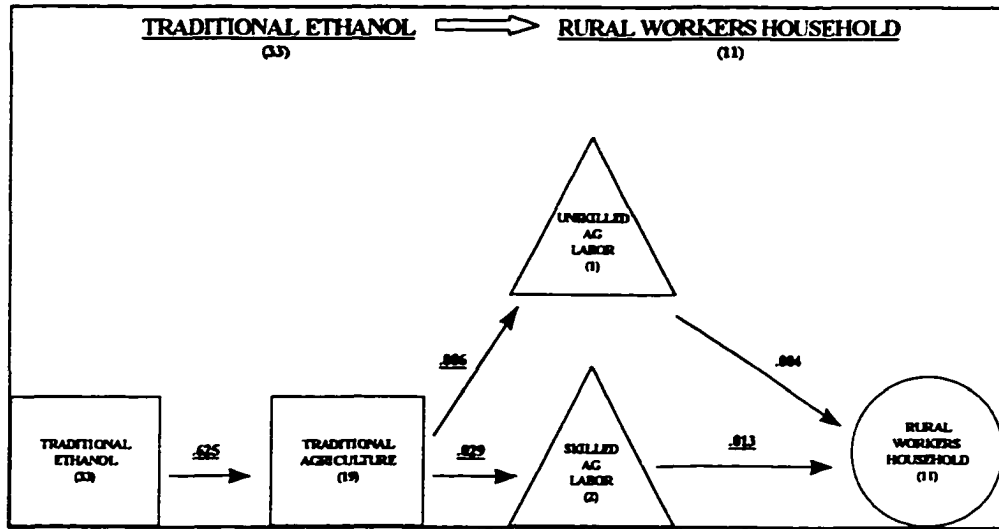 TRADITIONAL ETHANOL RURAL WORKERS HOUSEHOLD
(33) (11)
UNSKILLED
AG
LABOR
(1)
.006 .004
TRADITIONAL
ETHANOL
(33)
.625
TRADITIONAL
AGRICULTURE
(19)
.029
SKILLED
AG
LABOR
(2)
.013
RURAL
WORKERS
HOUSEHOLD
(11)